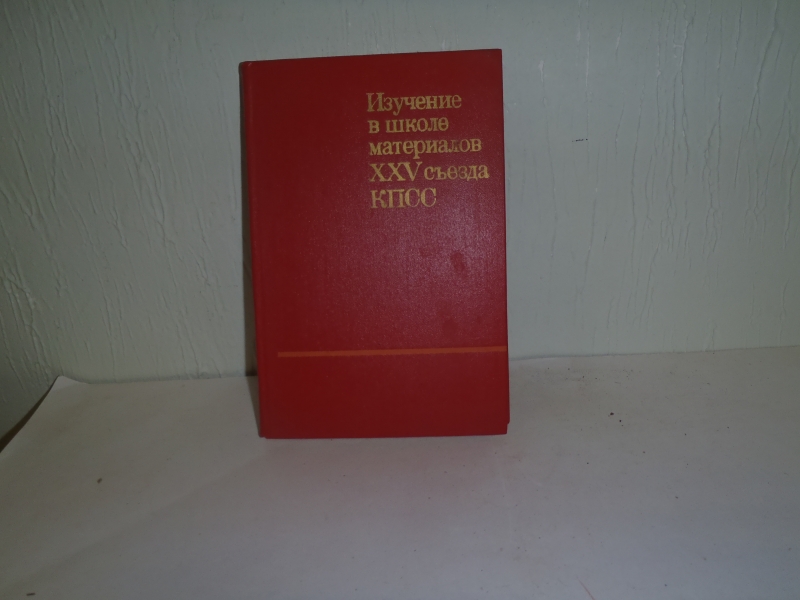 Изучение
в школе
материалов
XXV съезда
КПСС